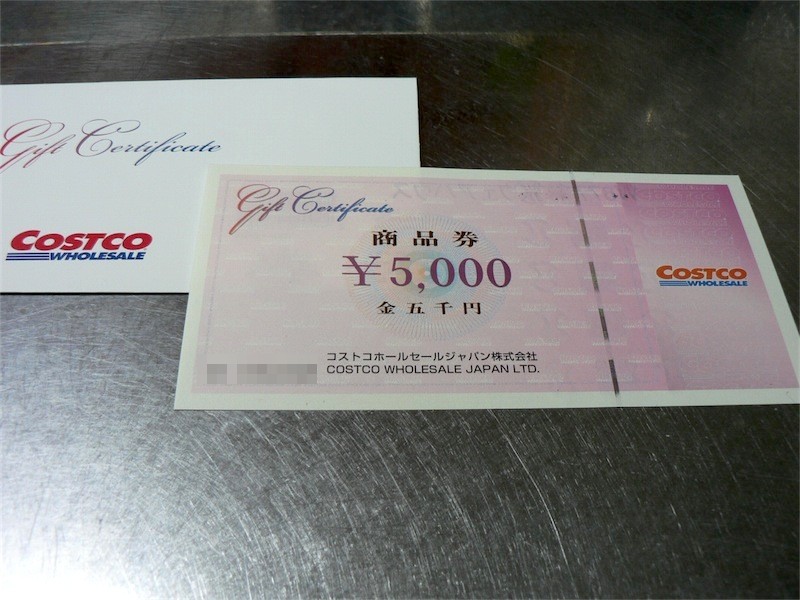 Gift Certificate
COSTCO
WHOLESALE
Gift Certificate
商品券
¥5,000
金五千円
コストコホールセールジャパン株式会社
COSTCO WHOLESALE JAPAN LTD.
COSTCO
WHOLESALE